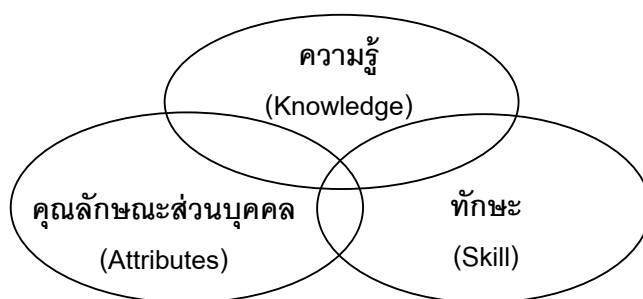 ความรู้
(Knowledge)
คุณลักษณะส่วนบุคคล
(Attributes)
ทักษะ
(Skill)